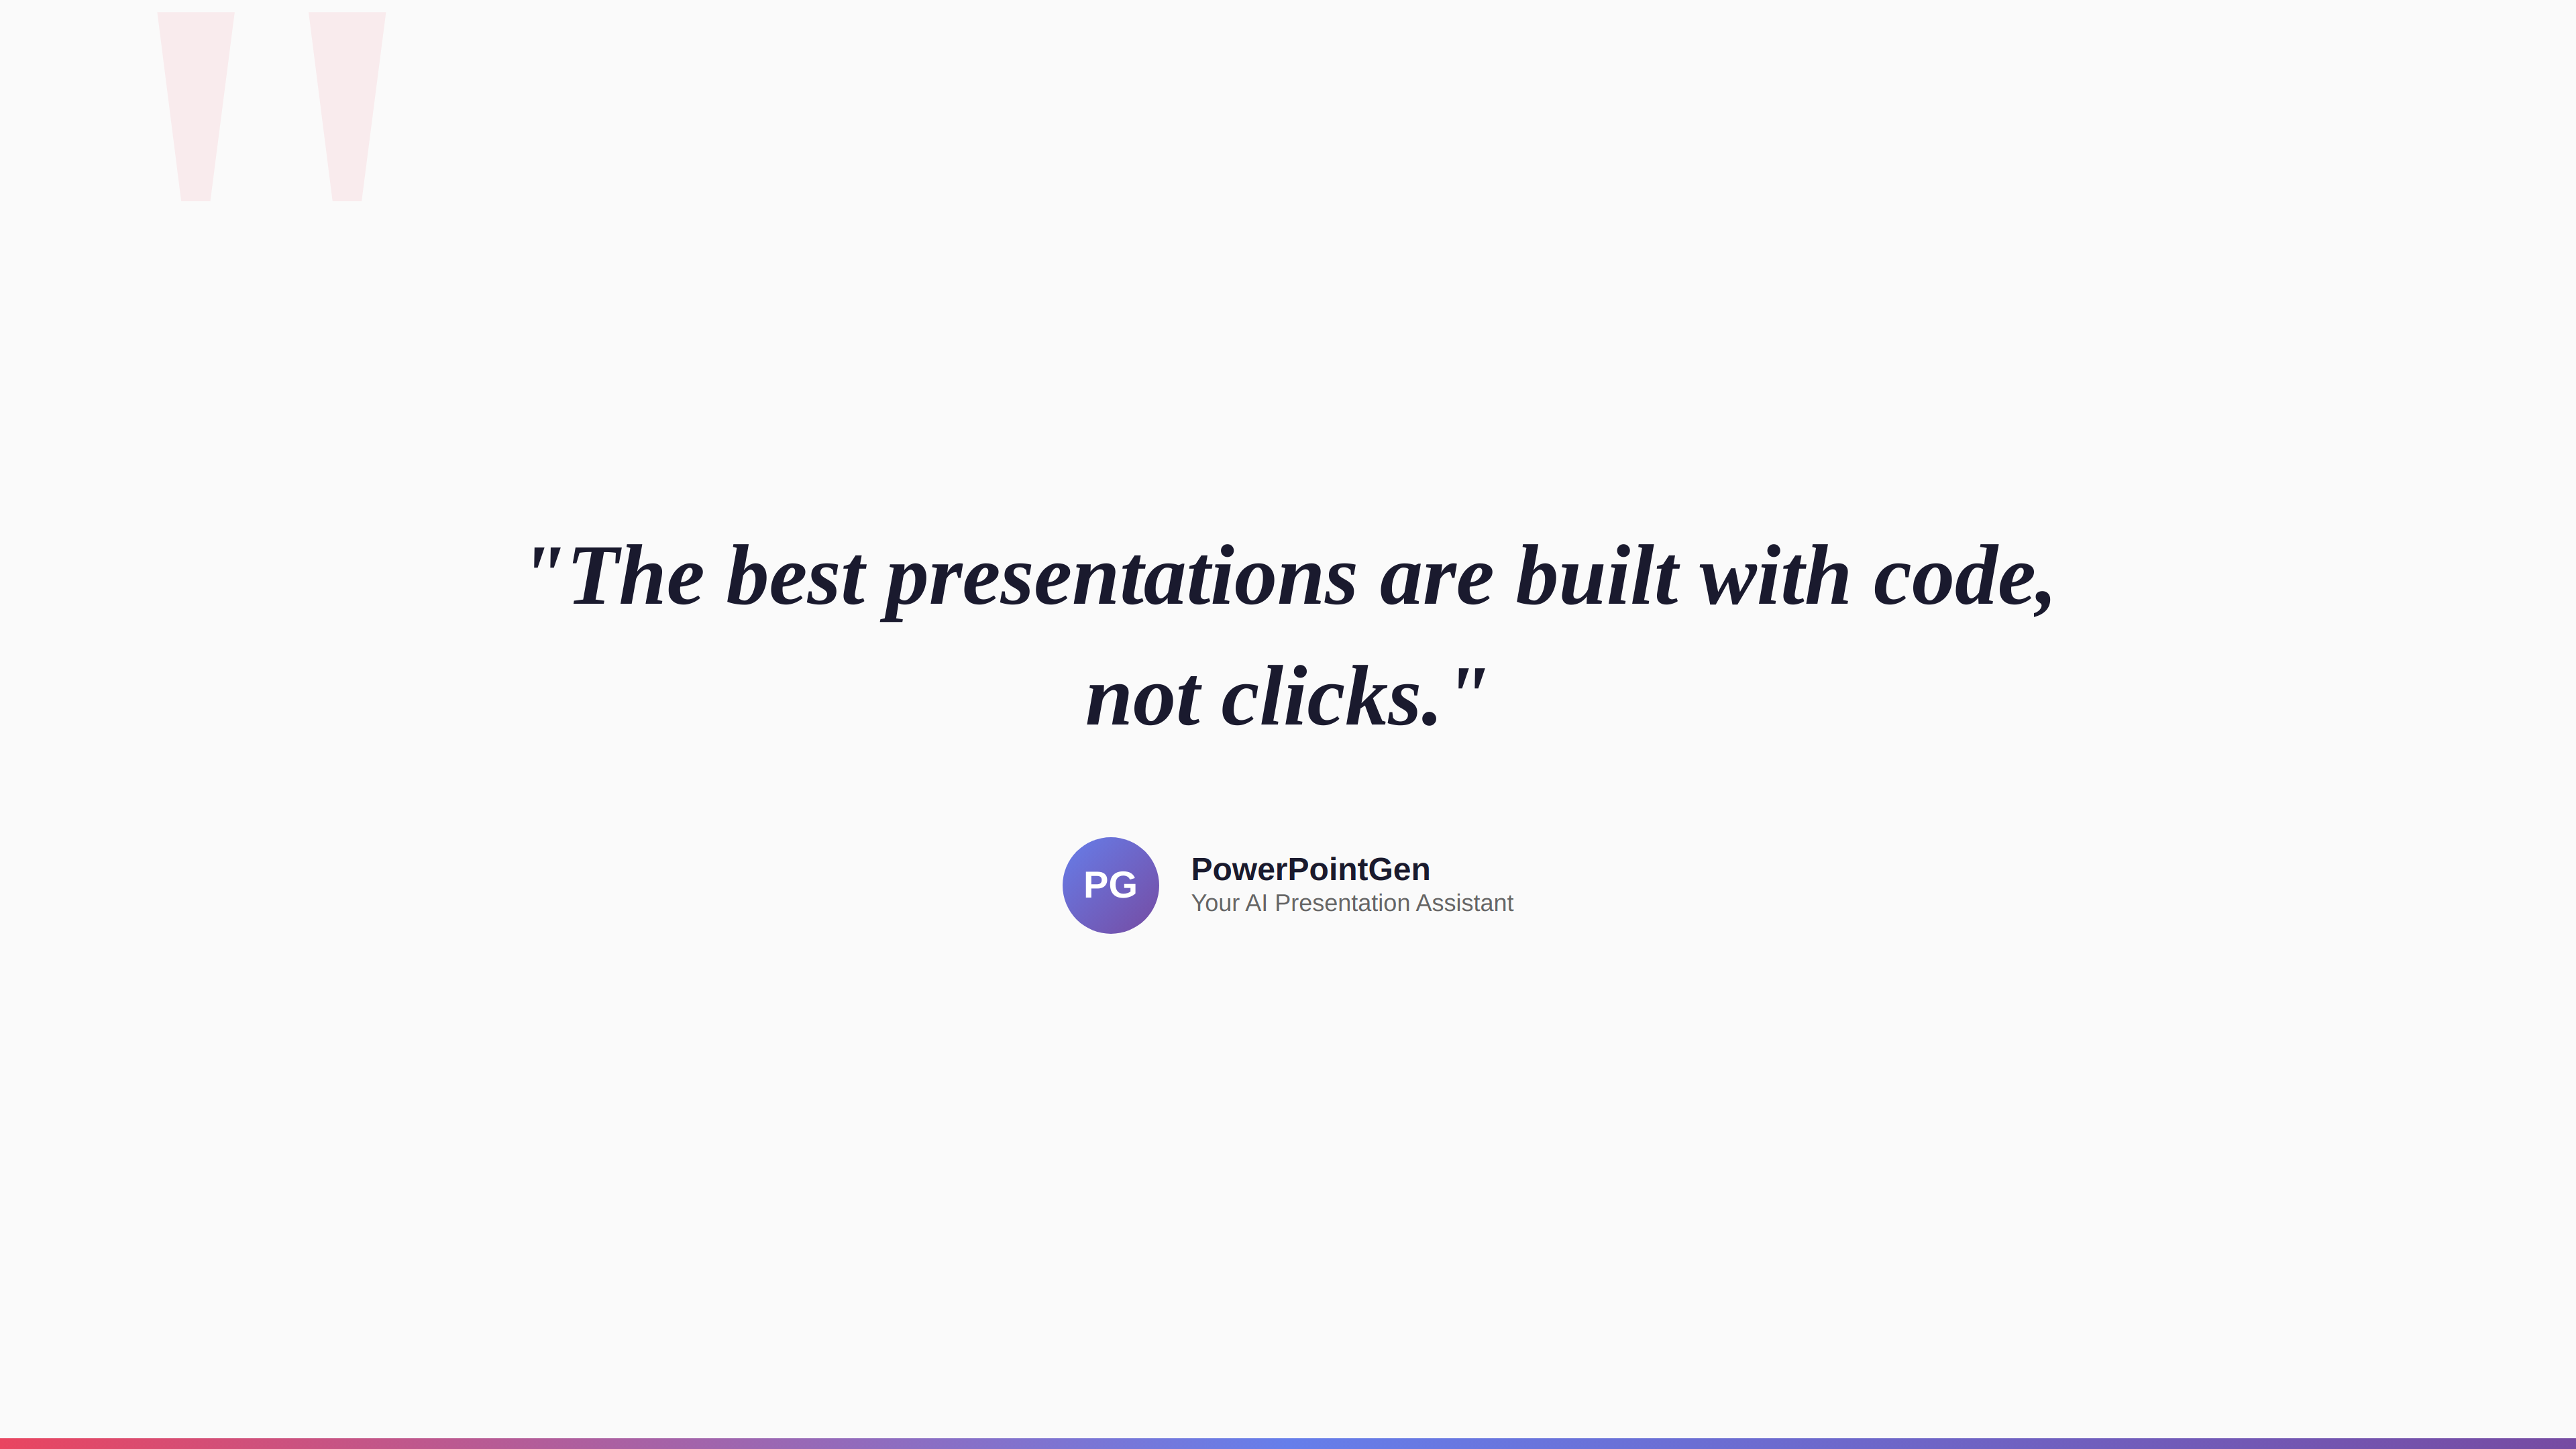 "
"The best presentations are built with code,
not clicks."
PG
PowerPointGen
Your AI Presentation Assistant